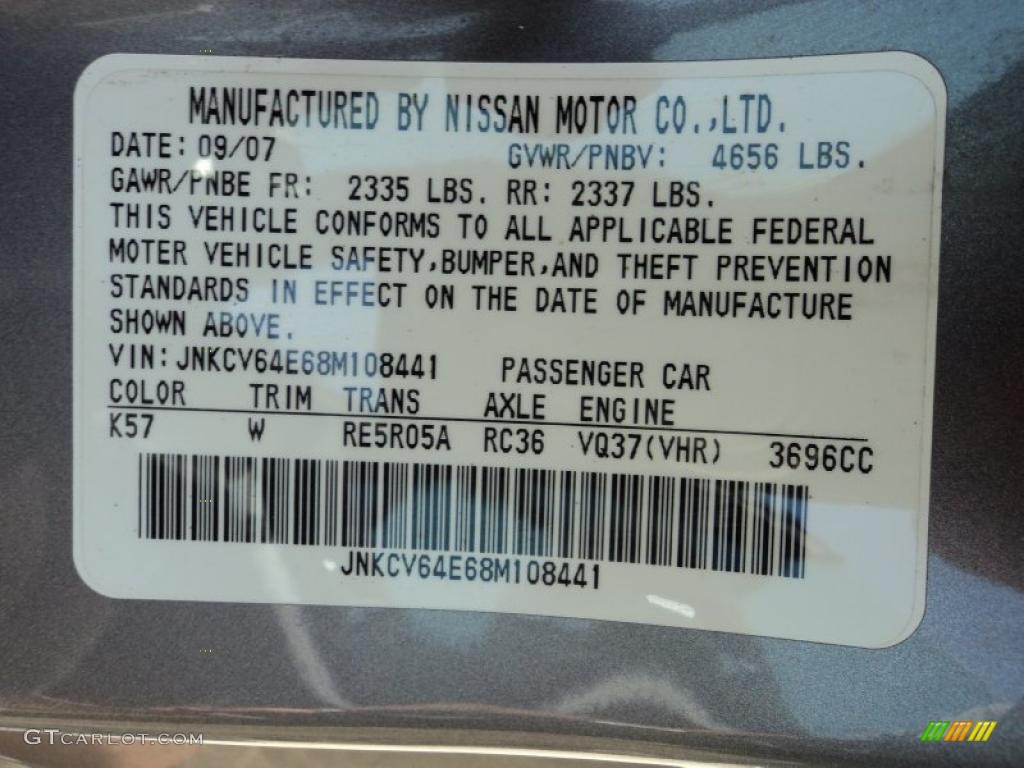 MANUFACTURED BY NISSAN MOTOR CO.,LTD.
DATE: 09/07 GVWR/PNBV: 4656 LBS.
GAWR/PNBE FR: 2335 LBS. RR: 2337 LBS.
THIS VEHICLE CONFORMS TO ALL APPLICABLE FEDERAL
MOTER VEHICLE SAFETY,BUMPER,AND THEFT PREVENTION
STANDARDS IN EFFECT ON THE DATE OF MANUFACTURE
SHOWN ABOVE.
VIN: JNKCV64E68M108441 PASSENGER CAR
COLOR TRIM TRANS AXLE ENGINE
K57 W RE5R05A RC36 VQ37(VHR) 3696CC
JNKCV64E68M108441
GTCARLOT.COM